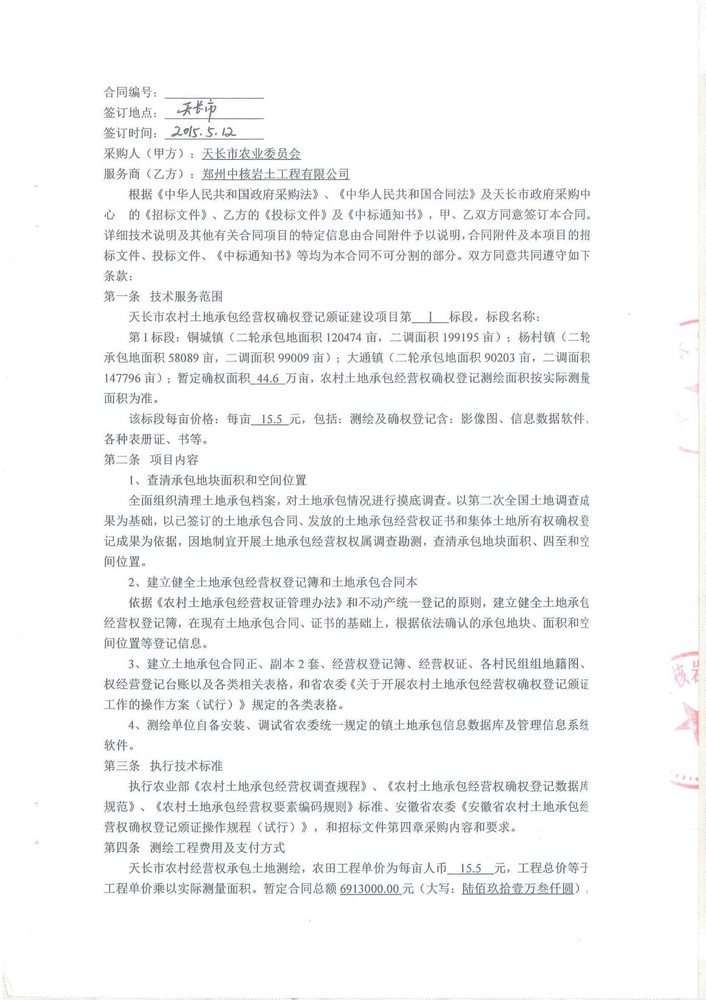 合同编号：
签订地点： 天长市
签订时间： 2015.5.12
采购人（甲方）：天长市农业委员会
服务商（乙方）：郑州中核岩土工程有限公司
根据《中华人民共和国政府采购法》、《中华人民共和国合同法》及天长市政府采购中
心 的《招标文件》、乙方的《投标文件》及《中标通知书》，甲、乙双方同意签订本合同。
详细技术说明及其他有关合同项目的特定信息由合同附件予以说明，合同附件及本项目的招
标文件、投标文件、《中标通知书》等均为本合同不可分割的部分。双方同意共同遵守如下
条款：
第一条 技术服务范围
天长市农村土地承包经营权确权登记颁证建设项目第 I 标段，标段名称：
第 I 标段：铜城镇（二轮承包地面积 120474 亩，二调面积 199195 亩）；杨村镇（二轮
承包地面积 58089 亩，二调面积 99009 亩）；大通镇（二轮承包地面积 90203 亩，二调面积
147796 亩）；暂定确权面积 44.6 万亩，农村土地承包经营权确权登记测绘面积按实际测量
面积为准。
该标段每亩价格：每亩 15.5 元，包括：测绘及确权登记含：影像图、信息数据软件、
各种表册证、书等。
第二条 项目内容
1、查清承包地块面积和空间位置
全面组织清理土地承包档案，对土地承包情况进行摸底调查。以第二次全国土地调查成
果为基础，以已签订的土地承包合同、发放的土地承包经营权证书和集体土地所有权确权登
记成果为依据，因地制宜开展土地承包经营权权属调查勘测，查清承包地块面积、四至和空
间位置。
2、建立健全土地承包经营权登记簿和土地承包合同本
依据《农村土地承包经营权证管理办法》和不动产统一登记的原则，建立健全土地承包
经营权登记簿，在现有土地承包合同、证书的基础上，根据依法确认的承包地块、面积和空
间位置等登记信息。
3、建立土地承包合同正、副本 2 套、经营权登记簿、经营权证、各村民组组地籍图、
权经营登记台账以及各类相关表格，和省农委《关于开展农村土地承包经营权确权登记颁证
工作的操作方案（试行）》规定的各类表格。
4、测绘单位自备安装、调试省农委统一规定的镇土地承包信息数据库及管理信息系统
软件。
第三条 执行技术标准
执行农业部《农村土地承包经营权调查规程》、《农村土地承包经营权确权登记数据库
规范》、《农村土地承包经营权要素编码规则》标准、安徽省农委《安徽省农村土地承包经
营权确权登记颁证操作规程（试行）》，和招标文件第四章采购内容和要求。
第四条 测绘工程费用及支付方式
天长市农村经营权承包土地测绘，农田工程单价为每亩人币 15.5 元，工程总价等于
工程单价乘以实际测量面积。暂定合同总额 6913000.00 元（大写：陆佰玖拾壹万叁仟圆）
核岩